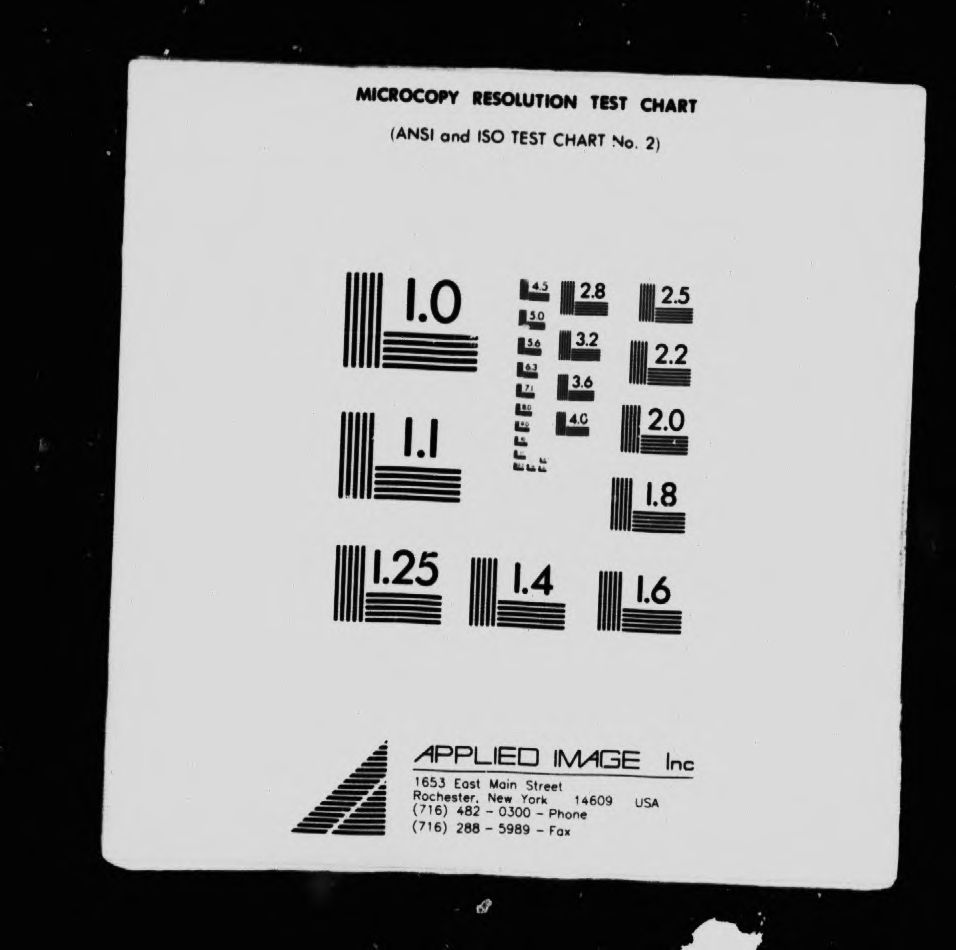 MICROCOPY RESOLUTION TEST CHART
(ANSI and ISO TEST CHART No. 2)
1.0
1.1
1.25
1.4
1.6
1.8
2.0
2.2
2.5
2.8
3.2
3.6
4.0
4.5
5.0
5.6
6.3
7.1
8.0
9.0
APPLIED IMAGE Inc
1653 East Main Street
Rochester, New York 14609 USA
(716) 482 - 0300 - Phone
(716) 288 - 5989 - Fax